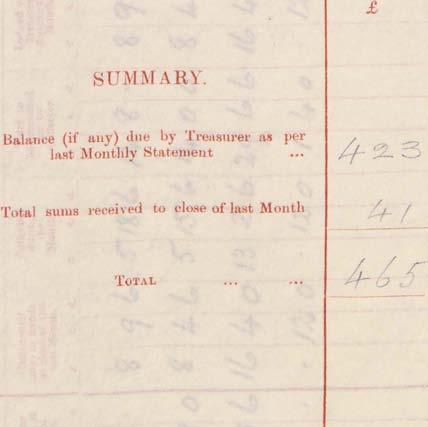 £
SUMMARY.
Balance (if any) due by Treasurer as per
last Monthly Statement ... 423
Total sums received to close of last Month 41
TOTAL ... ... 465